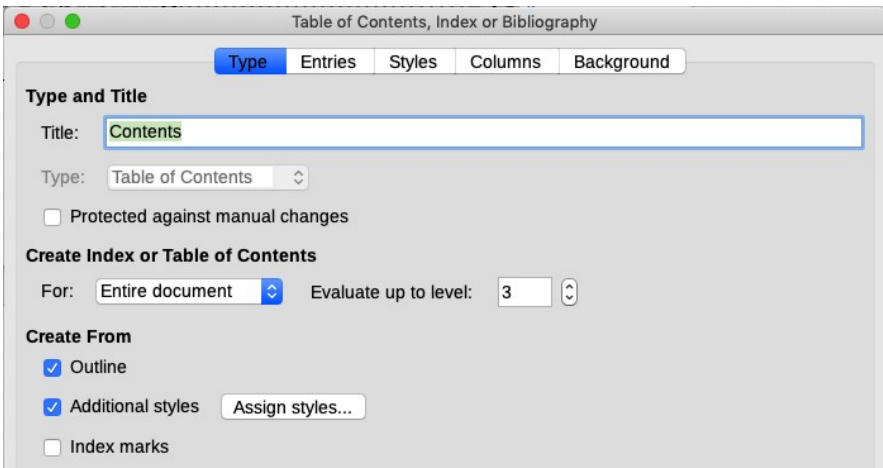 Table of Contents, Index or Bibliography
Type Entries Styles Columns Background
Type and Title
Title: Contents
Type: Table of Contents
Protected against manual changes
Create Index or Table of Contents
For: Entire document Evaluate up to level: 3
Create From
Outline
Additional styles Assign styles...
Index marks